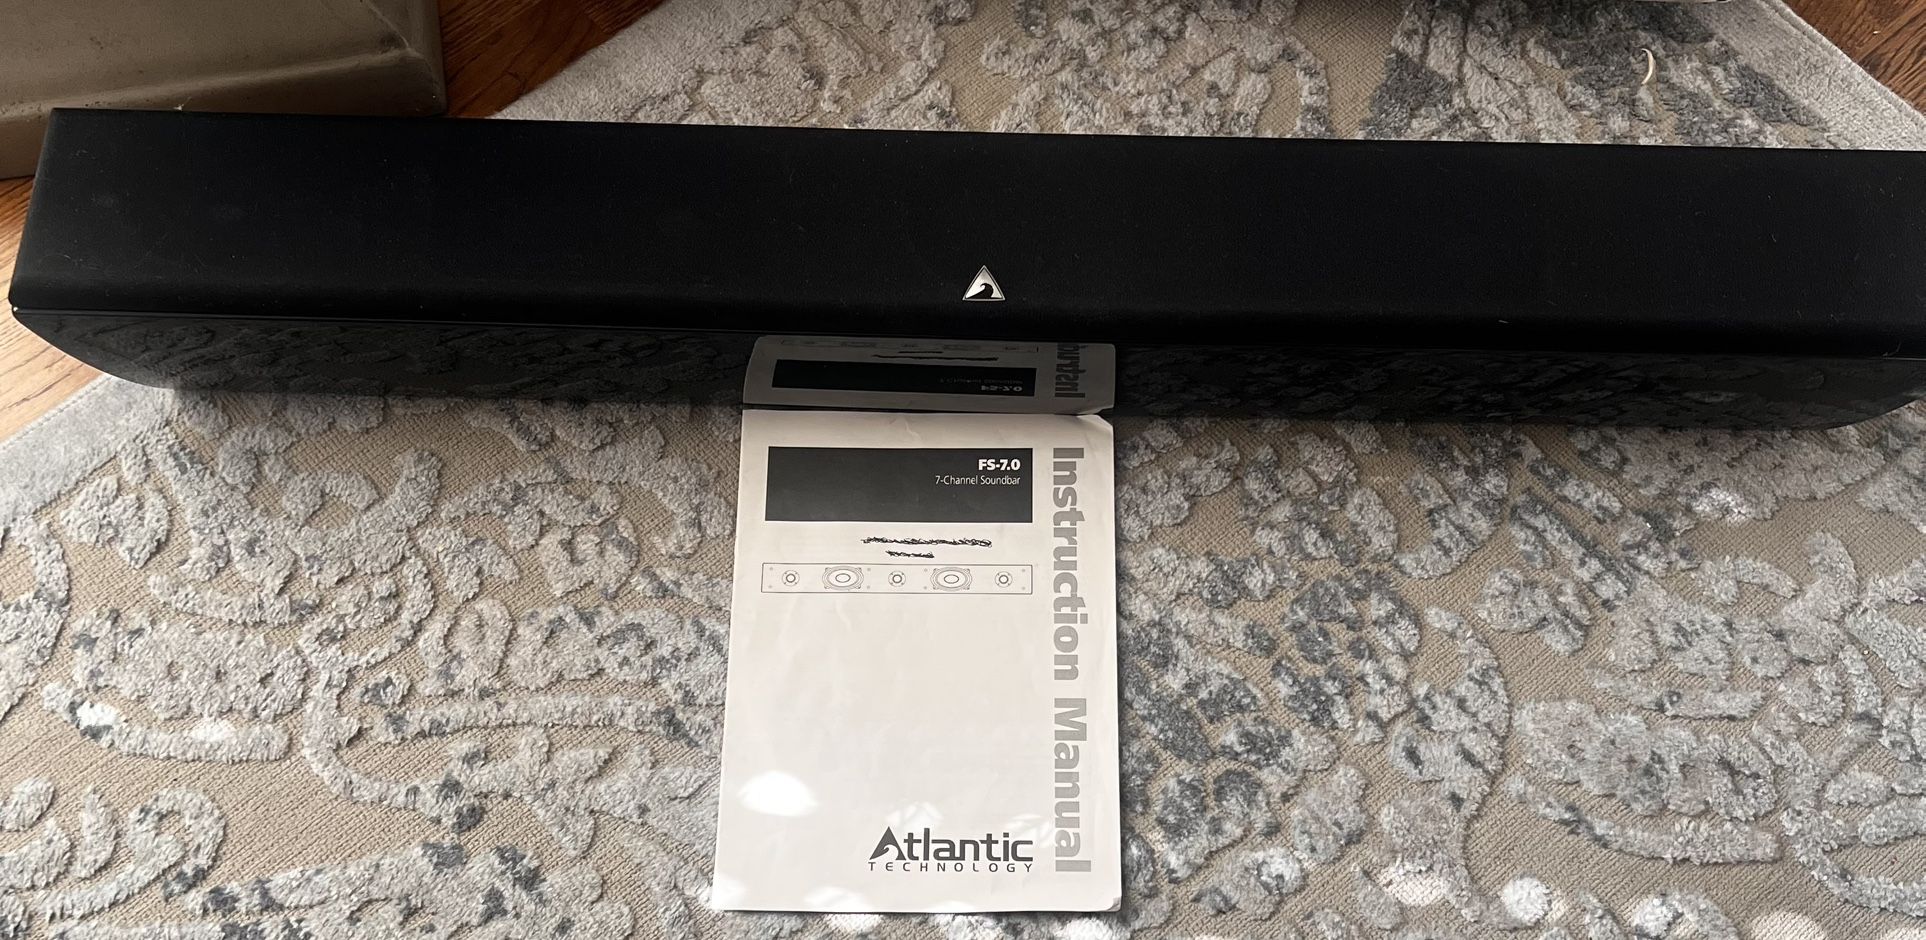 FS-7.0
7-Channel Soundbar
Instruction Manual
Atlantic
TECHNOLOGY